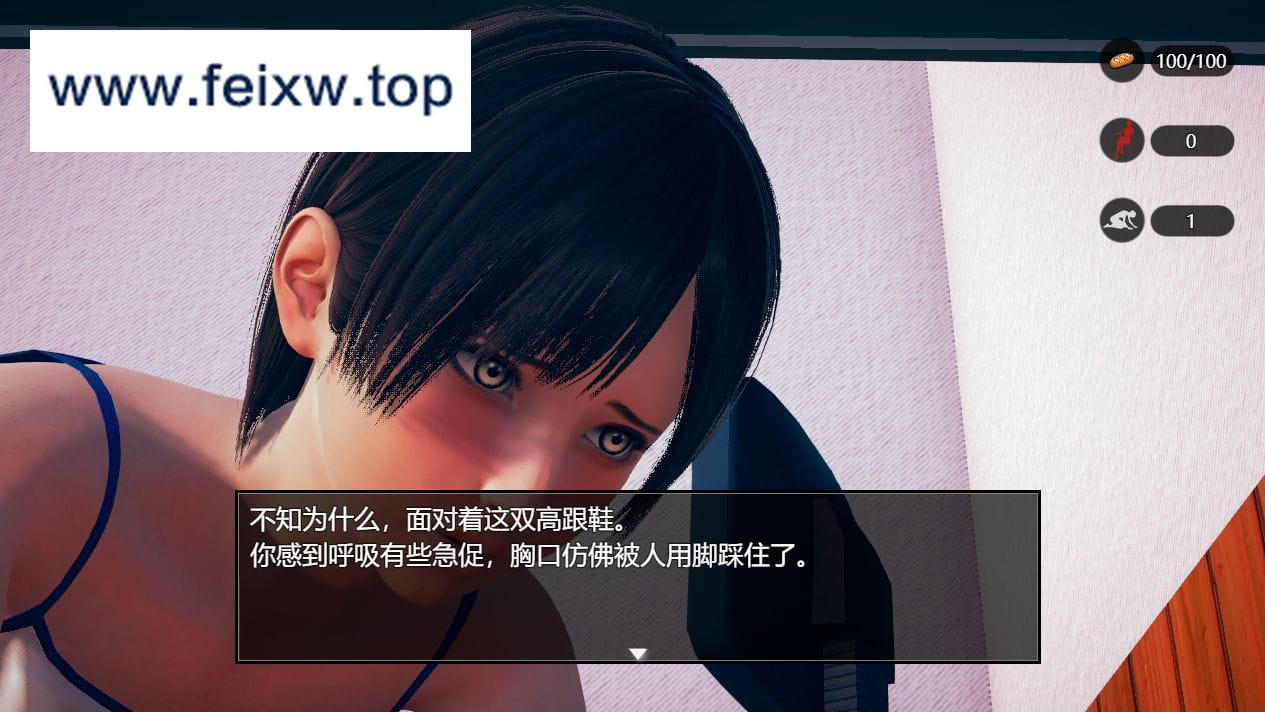 www.feixw.top
100/100
0
1
不知为什么，面对着这双高跟鞋。
你感到呼吸有些急促，胸口仿佛被人用脚踩住了。